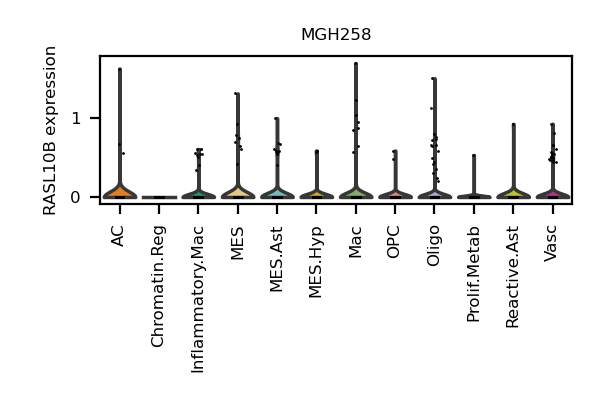 MGH258
RASL10B expression
1
0
AC
Chromatin.Reg
Inflammatory.Mac
MES
MES.Ast
MES.Hyp
Mac
OPC
Oligo
Prolif.Metab
Reactive.Ast
Vasc